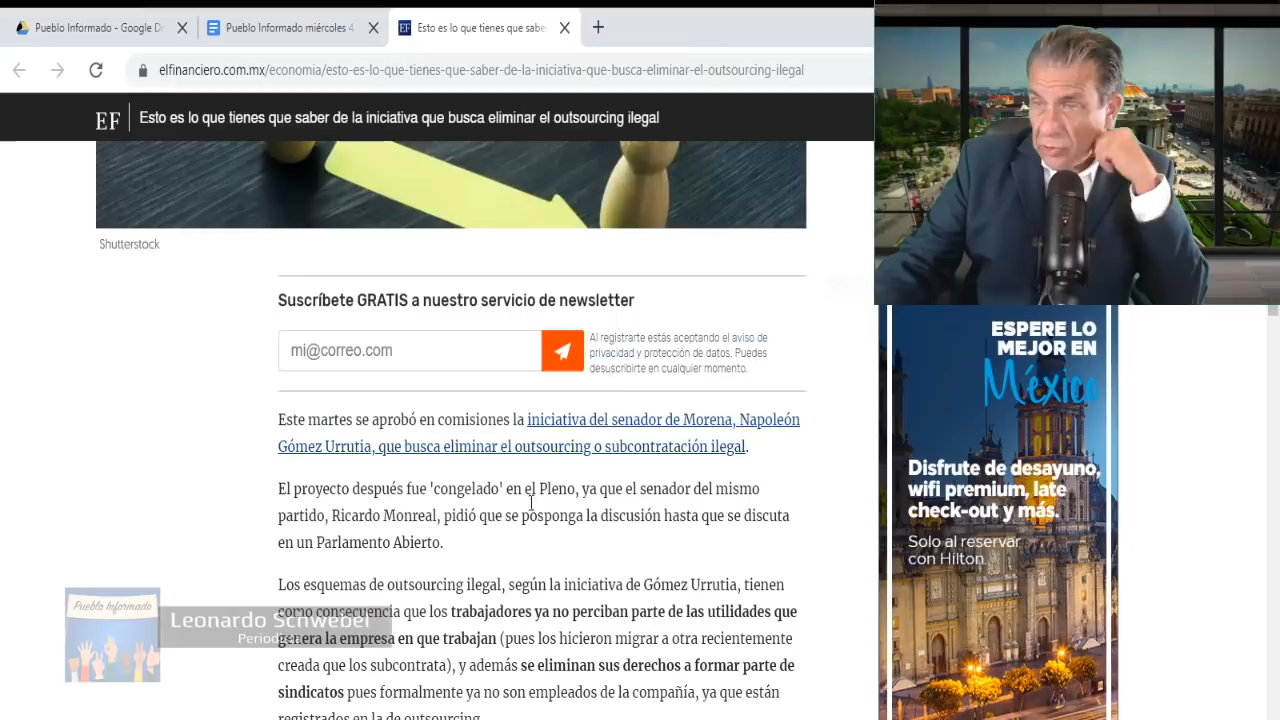 Pueblo Informado - Google D
Pueblo Informado miércoles 4
EF Esto es lo que tienes que sabe
elfinanciero.com.mx/economia/esto-es-lo-que-tienes-que-saber-de-la-iniciativa-que-busca-eliminar-el-outsourcing-ilegal
EF Esto es lo que tienes que saber de la iniciativa que busca eliminar el outsourcing ilegal
Shutterstock
Suscríbete GRATIS a nuestro servicio de newsletter
mi@correo.com
Al registrarte estás aceptando el aviso de
privacidad y protección de datos. Puedes
desuscribirte en cualquier momento.
Este martes se aprobó en comisiones la iniciativa del senador de Morena, Napoleón
Gómez Urrutia, que busca eliminar el outsourcing o subcontratación ilegal.
El proyecto después fue 'congelado' en el Pleno, ya que el senador del mismo
partido, Ricardo Monreal, pidió que se posponga la discusión hasta que se discuta
en un Parlamento Abierto.
Los esquemas de outsourcing ilegal, según la iniciativa de Gómez Urrutia, tienen
como consecuencia que los trabajadores ya no perciban parte de las utilidades que
genera la empresa en que trabajan (pues los hicieron migrar a otra recientemente
creada que los subcontrata), y además se eliminan sus derechos a formar parte de
sindicatos pues formalmente ya no son empleados de la compañía, ya que están
registrados en la de outsourcing.
Pueblo Informado
Leonardo Schwebel
ESPERE LO
MEJOR EN
México
Disfrute de desayuno,
wifi premium, late
check-out y más.
Solo al reservar
con Hilton